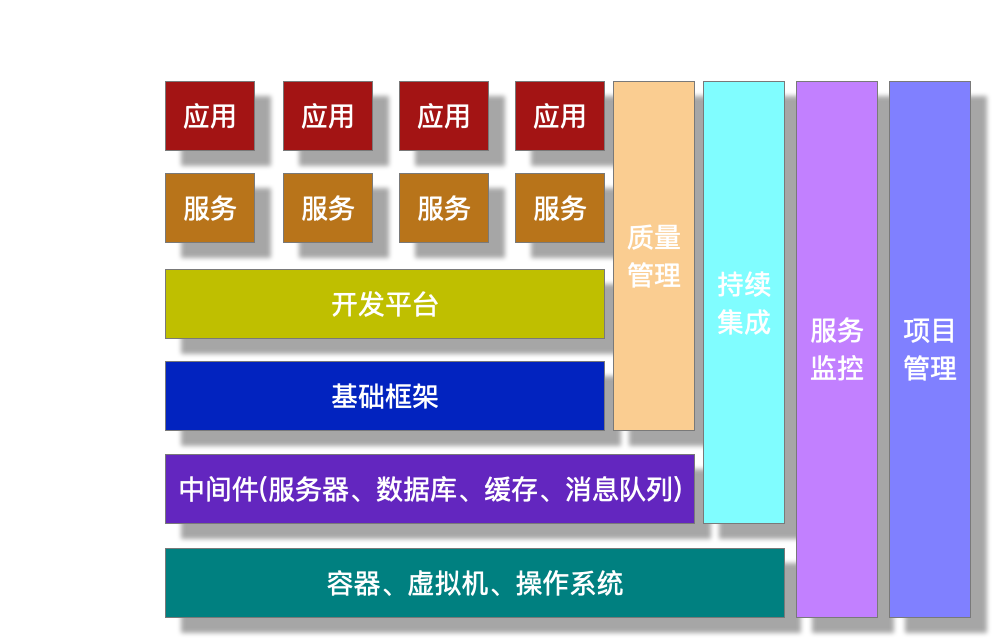 应用 应用 应用 应用
服务 服务 服务 服务
开发平台
基础框架
中间件(服务器、数据库、缓存、消息队列)
容器、虚拟机、操作系统
质量
管理
持续
集成
服务
监控
项目
管理